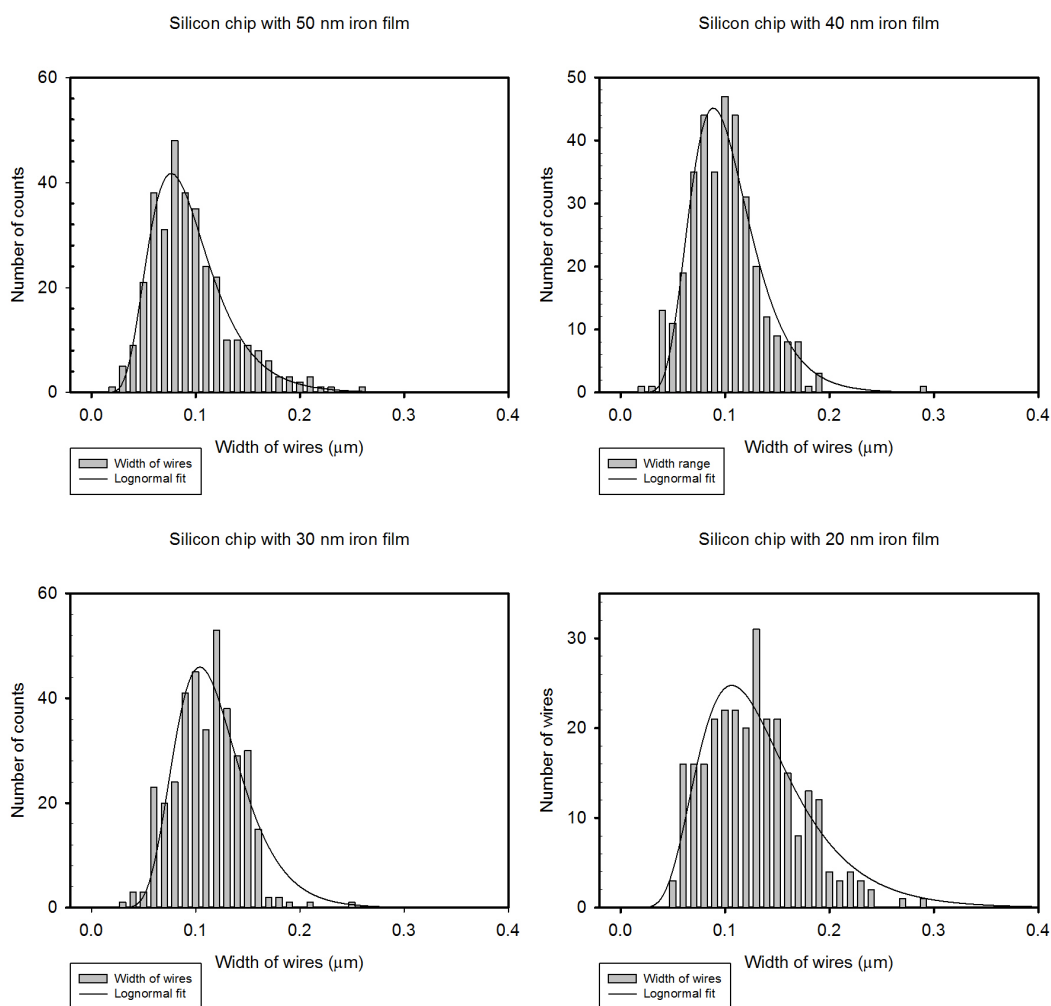 Silicon chip with 50 nm iron film
60
40
20
0
Number of counts
0.0 0.1 0.2 0.3 0.4
Width of wires (μm)
Width of wires
Lognormal fit
Silicon chip with 40 nm iron film
50
40
30
20
10
0
Number of counts
0.0 0.1 0.2 0.3 0.4
Width of wires (μm)
Width range
Lognormal fit
Silicon chip with 30 nm iron film
60
40
20
0
Number of counts
0.0 0.1 0.2 0.3 0.4
Width of wires (μm)
Width of wires
Lognormal fit
Silicon chip with 20 nm iron film
30
20
10
0
Number of wires
0.0 0.1 0.2 0.3 0.4
Width of wires (μm)
Width of wires
Lognormal fit